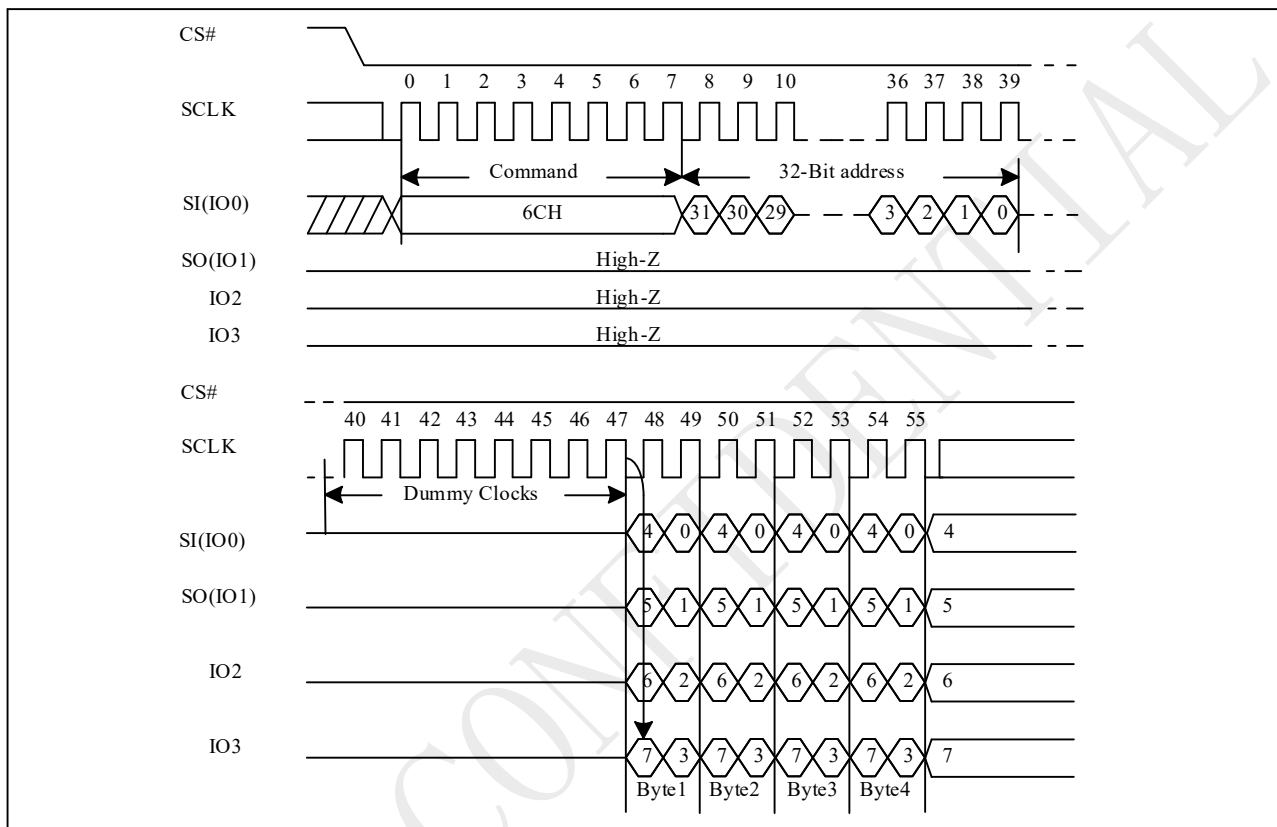 CS#
0 1 2 3 4 5 6 7 8 9 10 36 37 38 39
SCLK
Command 32-Bit address
SI(IO0) 6CH 31 30 29 3 2 1 0
SO(IO1) High-Z
IO2 High-Z
IO3 High-Z
CS#
40 41 42 43 44 45 46 47 48 49 50 51 52 53 54 55
SCLK
Dummy Clocks
SI(IO0) 4 0 4 0 4 0 4 0 4
SO(IO1) 5 1 5 1 5 1 5 1 5
IO2 6 2 6 2 6 2 6 2 6
IO3 7 3 7 3 7 3 7 3 7
Byte1 Byte2 Byte3 Byte4
CONFIDENTIAL